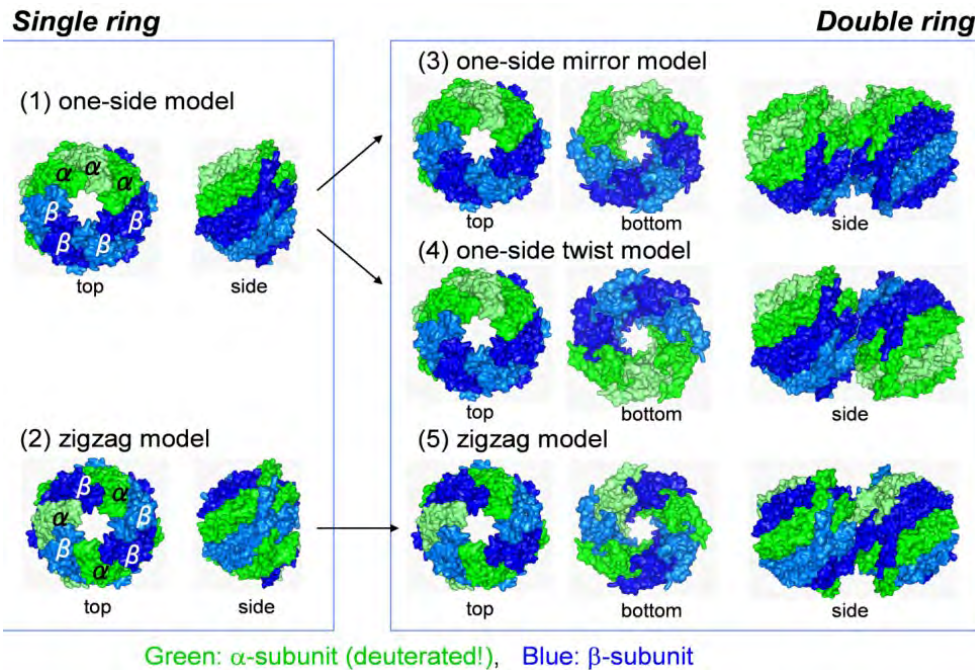 Single ring
Double ring
(1) one-side model
α
α
α
β
β
β
β
top
side
(2) zigzag model
β
α
α
β
β
β
α
top
side
(3) one-side mirror model
top
bottom
side
(4) one-side twist model
top
bottom
side
(5) zigzag model
top
bottom
side
Green: α-subunit (deuterated!), Blue: β-subunit